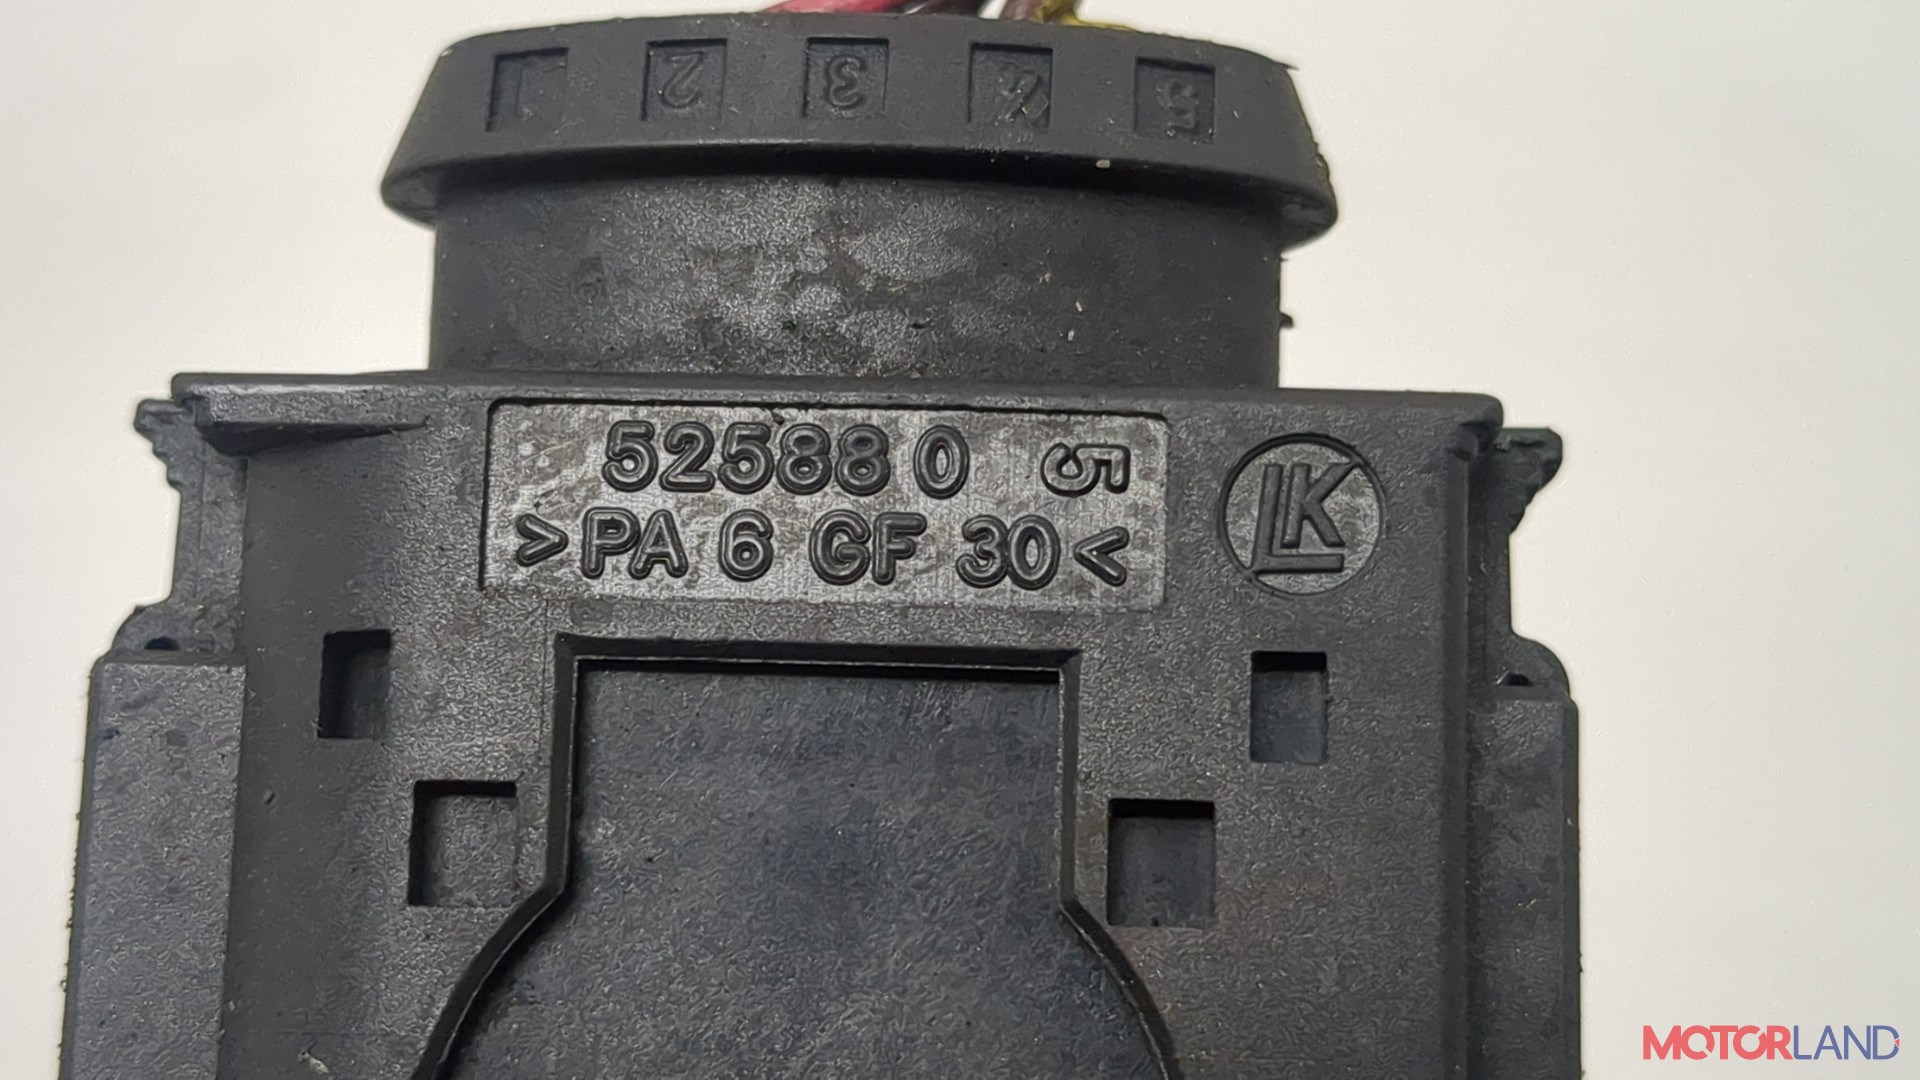 1 2 3 4 5
52588 0 5
>PA 6 GF 30<
LK
MOTORLAND